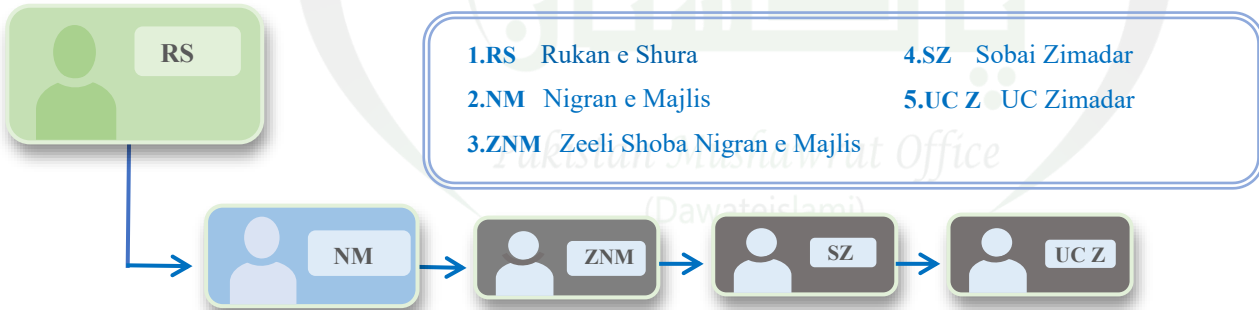 RS
1.RS Rukan e Shura
4.SZ Sobai Zimadar
2.NM Nigran e Majlis
5.UC Z UC Zimadar
3.ZNM Zeeli Shoba Nigran e Majlis
Pakistan Mushawrat Office
(Dawateislami)
NM
ZNM
SZ
UC Z